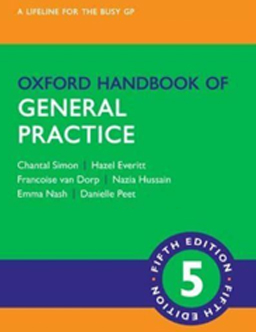 A LIFELINE FOR THE BUSY GP
OXFORD HANDBOOK OF
GENERAL
PRACTICE
Chantal Simon | Hazel Everitt
Francoise van Dorp | Nazia Hussain
Emma Nash | Danielle Peet
FIFTH EDITION
5
FIFTH EDITION